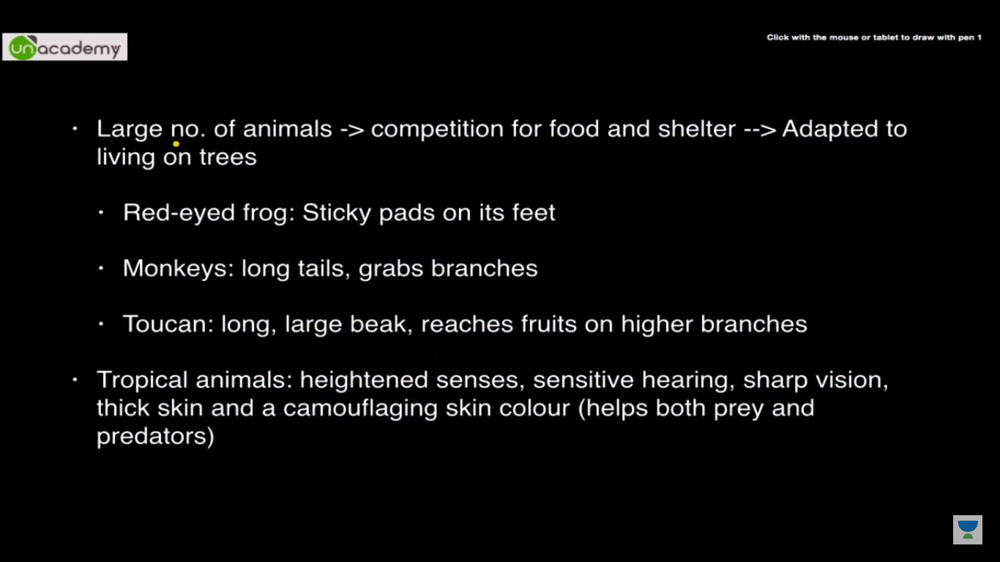 unacademy
Click with the mouse or tablet to draw with pen 1
· Large no. of animals -> competition for food and shelter --> Adapted to
living on trees
· Red-eyed frog: Sticky pads on its feet
· Monkeys: long tails, grabs branches
· Toucan: long, large beak, reaches fruits on higher branches
· Tropical animals: heightened senses, sensitive hearing, sharp vision,
thick skin and a camouflaging skin colour (helps both prey and
predators)